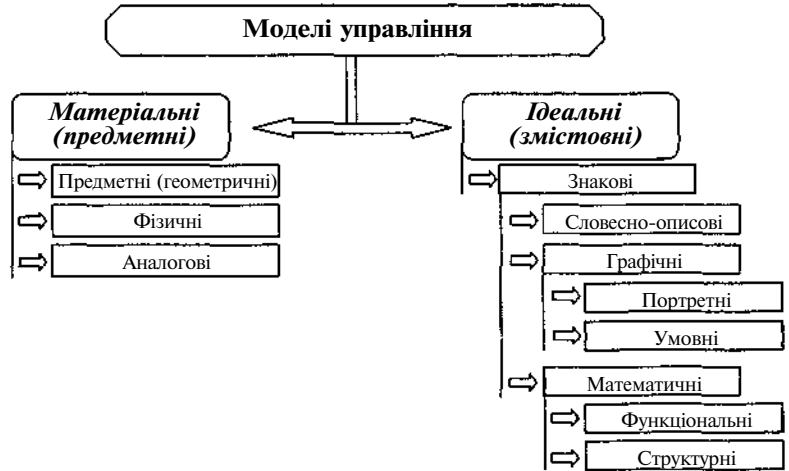 Моделі управління
Матеріальні
(предметні)
Предметні (геометричні)
Фізичні
Аналогові
Ідеальні
(змістовні)
Знакові
Словесно-описові
Графічні
Портретні
Умовні
Математичні
Функціональні
Структурні